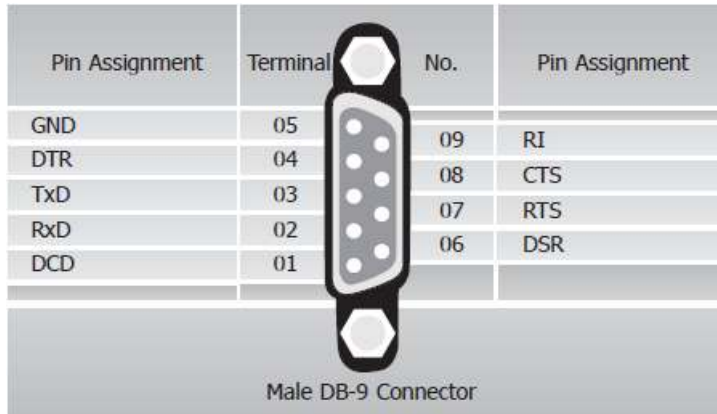 Pin Assignment Terminal No. Pin Assignment
GND 05
09 RI
DTR 04
08 CTS
TxD 03
07 RTS
RxD 02
06 DSR
DCD 01
Male DB-9 Connector